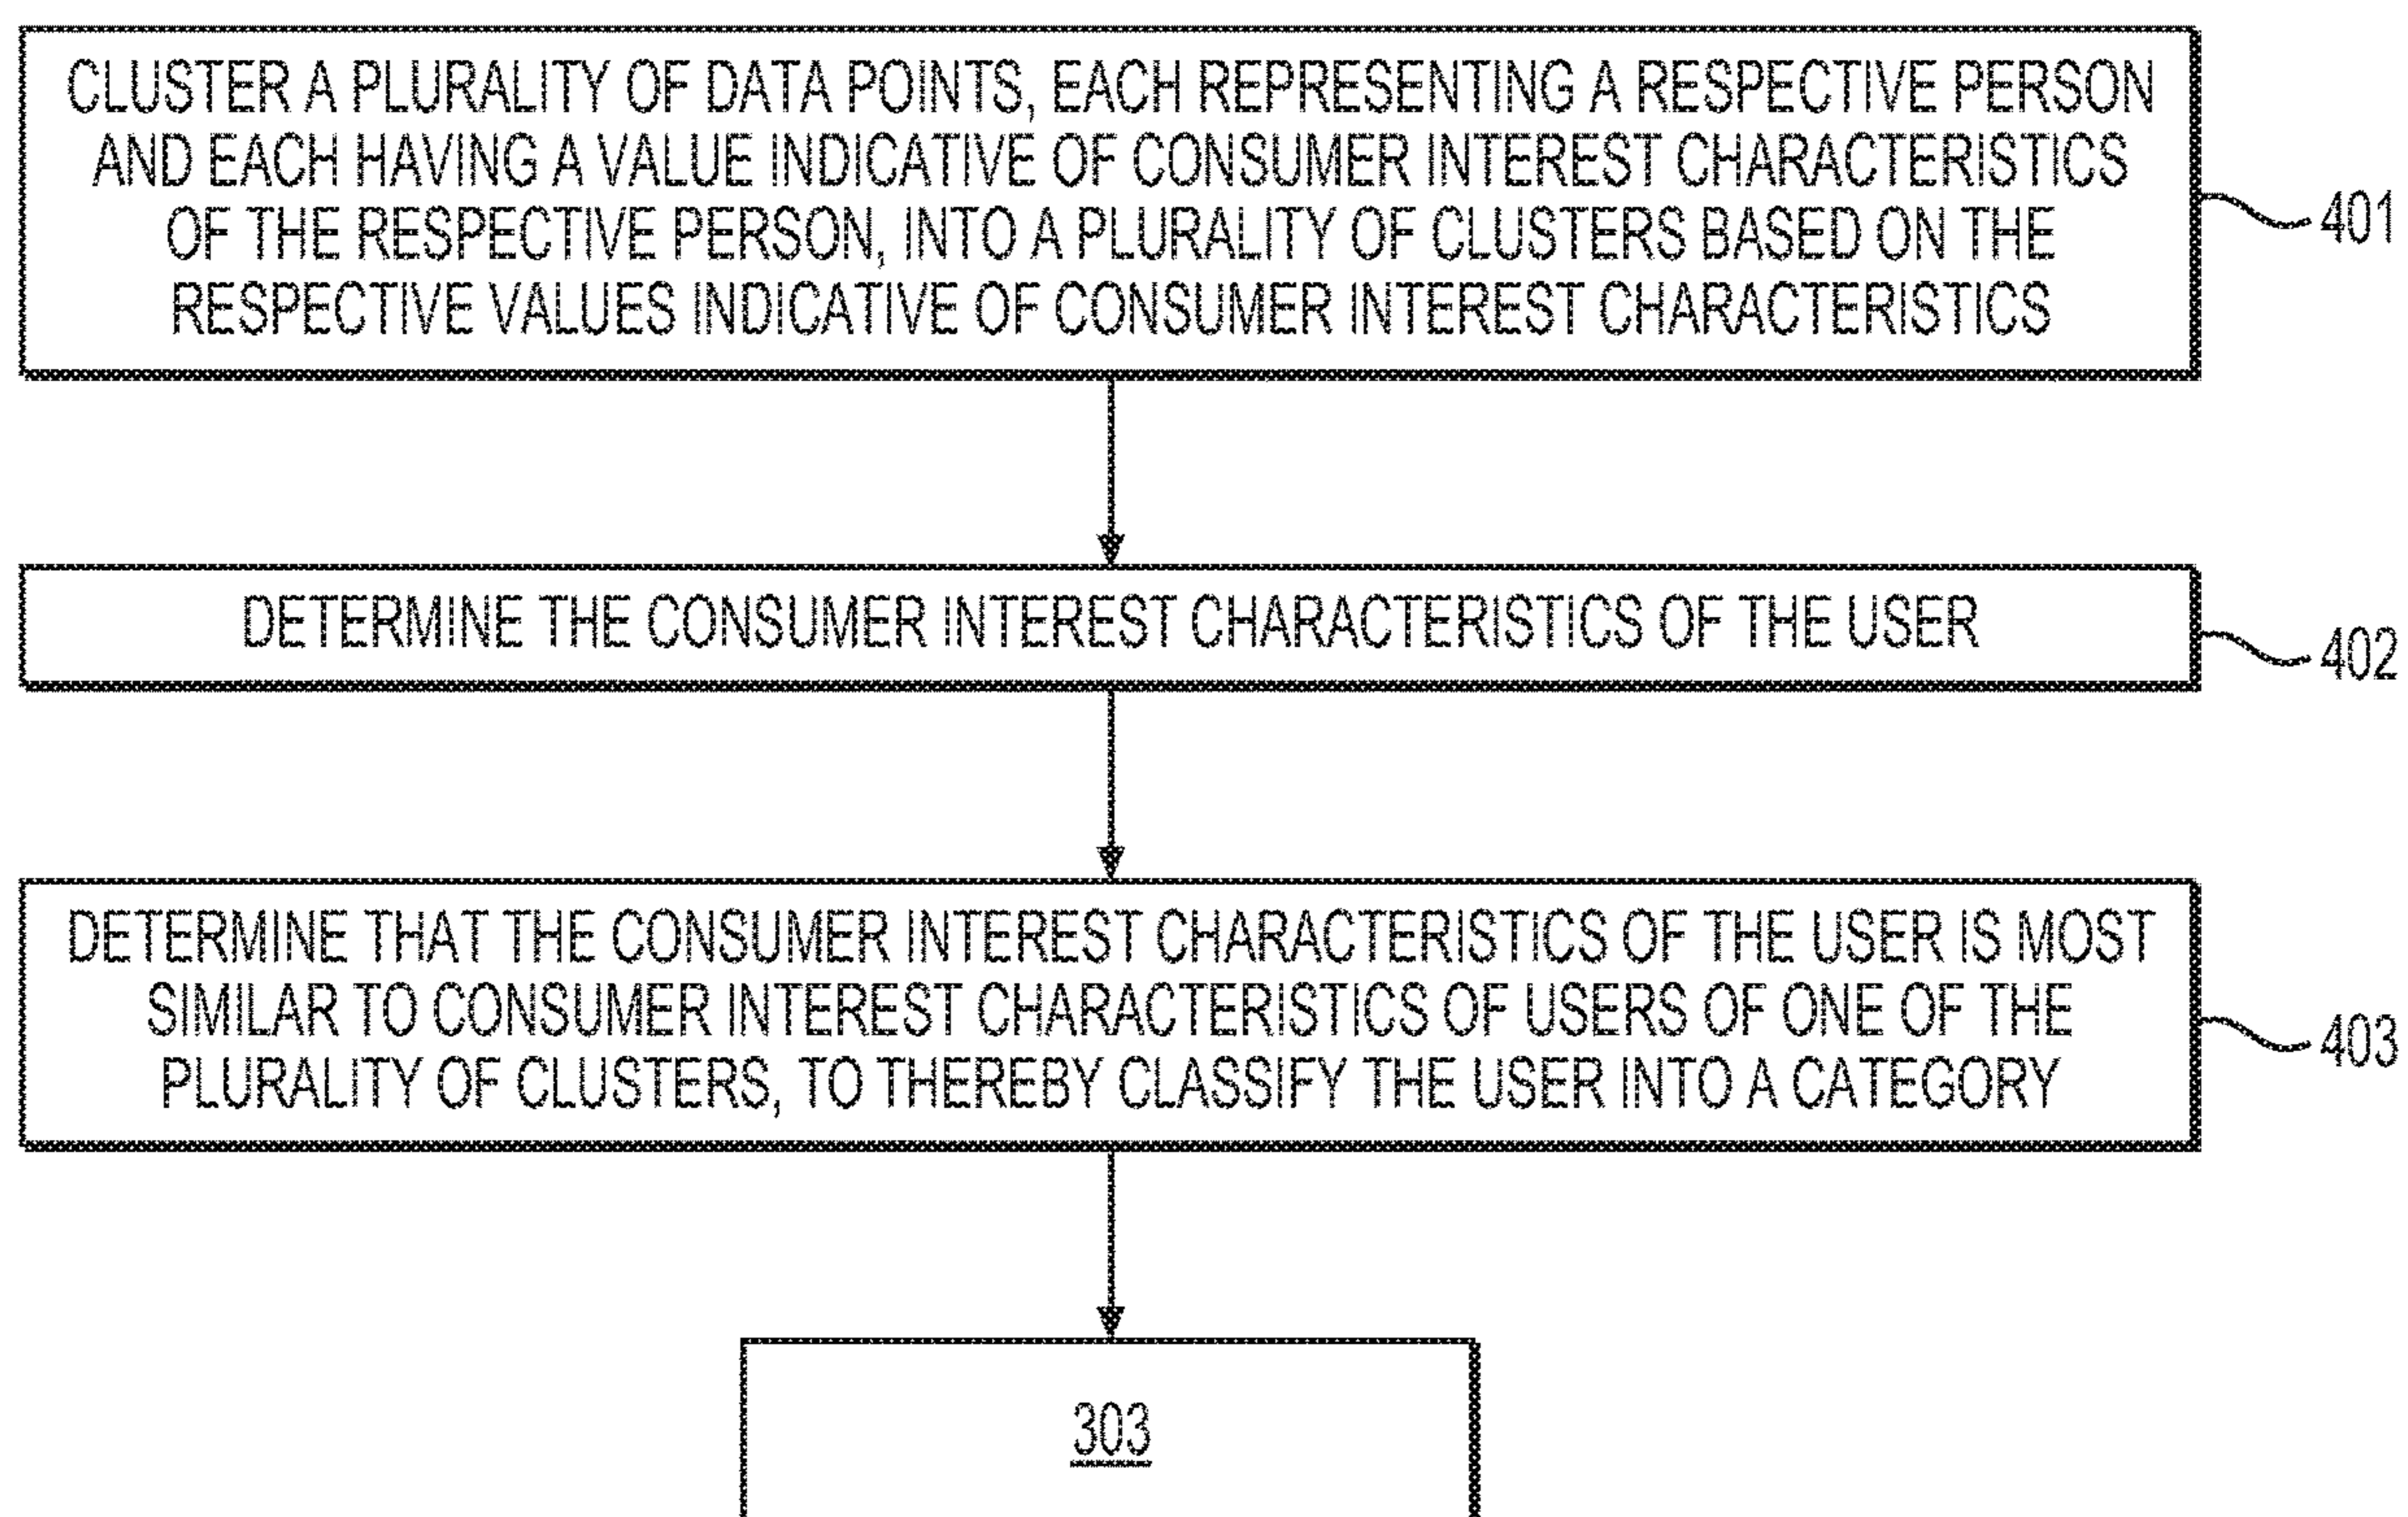 CLUSTER A PLURALITY OF DATA POINTS, EACH REPRESENTING A RESPECTIVE PERSON
AND EACH HAVING A VALUE INDICATIVE OF CONSUMER INTEREST CHARACTERISTICS
OF THE RESPECTIVE PERSON, INTO A PLURALITY OF CLUSTERS BASED ON THE
RESPECTIVE VALUES INDICATIVE OF CONSUMER INTEREST CHARACTERISTICS
401
DETERMINE THE CONSUMER INTEREST CHARACTERISTICS OF THE USER
402
DETERMINE THAT THE CONSUMER INTEREST CHARACTERISTICS OF THE USER IS MOST
SIMILAR TO CONSUMER INTEREST CHARACTERISTICS OF USERS OF ONE OF THE
PLURALITY OF CLUSTERS, TO THEREBY CLASSIFY THE USER INTO A CATEGORY
403
303